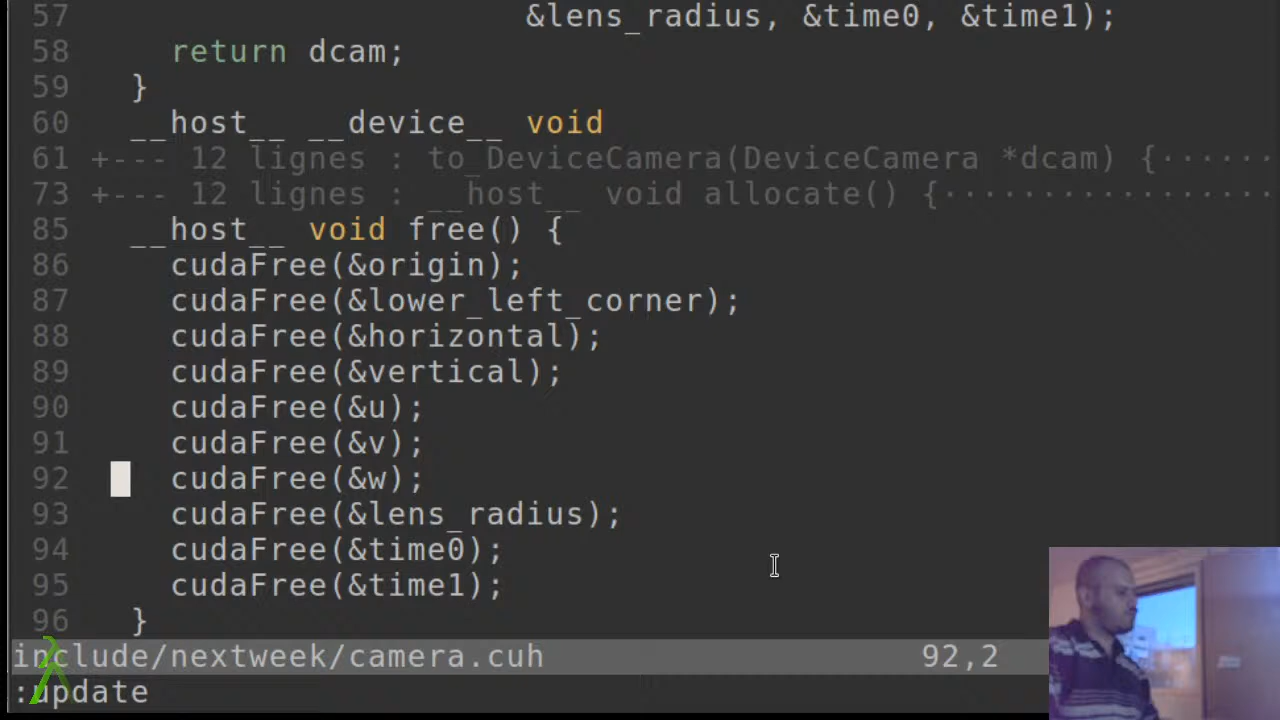 57 &lens_radius, &time0, &time1);
58 return dcam;
59 }
60 __host__ __device__ void
61 +--- 12 lignes : to_DeviceCamera(DeviceCamera *dcam) {······
73 +--- 12 lignes : __host__ void allocate() {·················
85 __host__ void free() {
86 cudaFree(&origin);
87 cudaFree(&lower_left_corner);
88 cudaFree(&horizontal);
89 cudaFree(&vertical);
90 cudaFree(&u);
91 cudaFree(&v);
92 cudaFree(&w);
93 cudaFree(&lens_radius);
94 cudaFree(&time0);
95 cudaFree(&time1);
96 }
include/nextweek/camera.cuh 92,2
:update